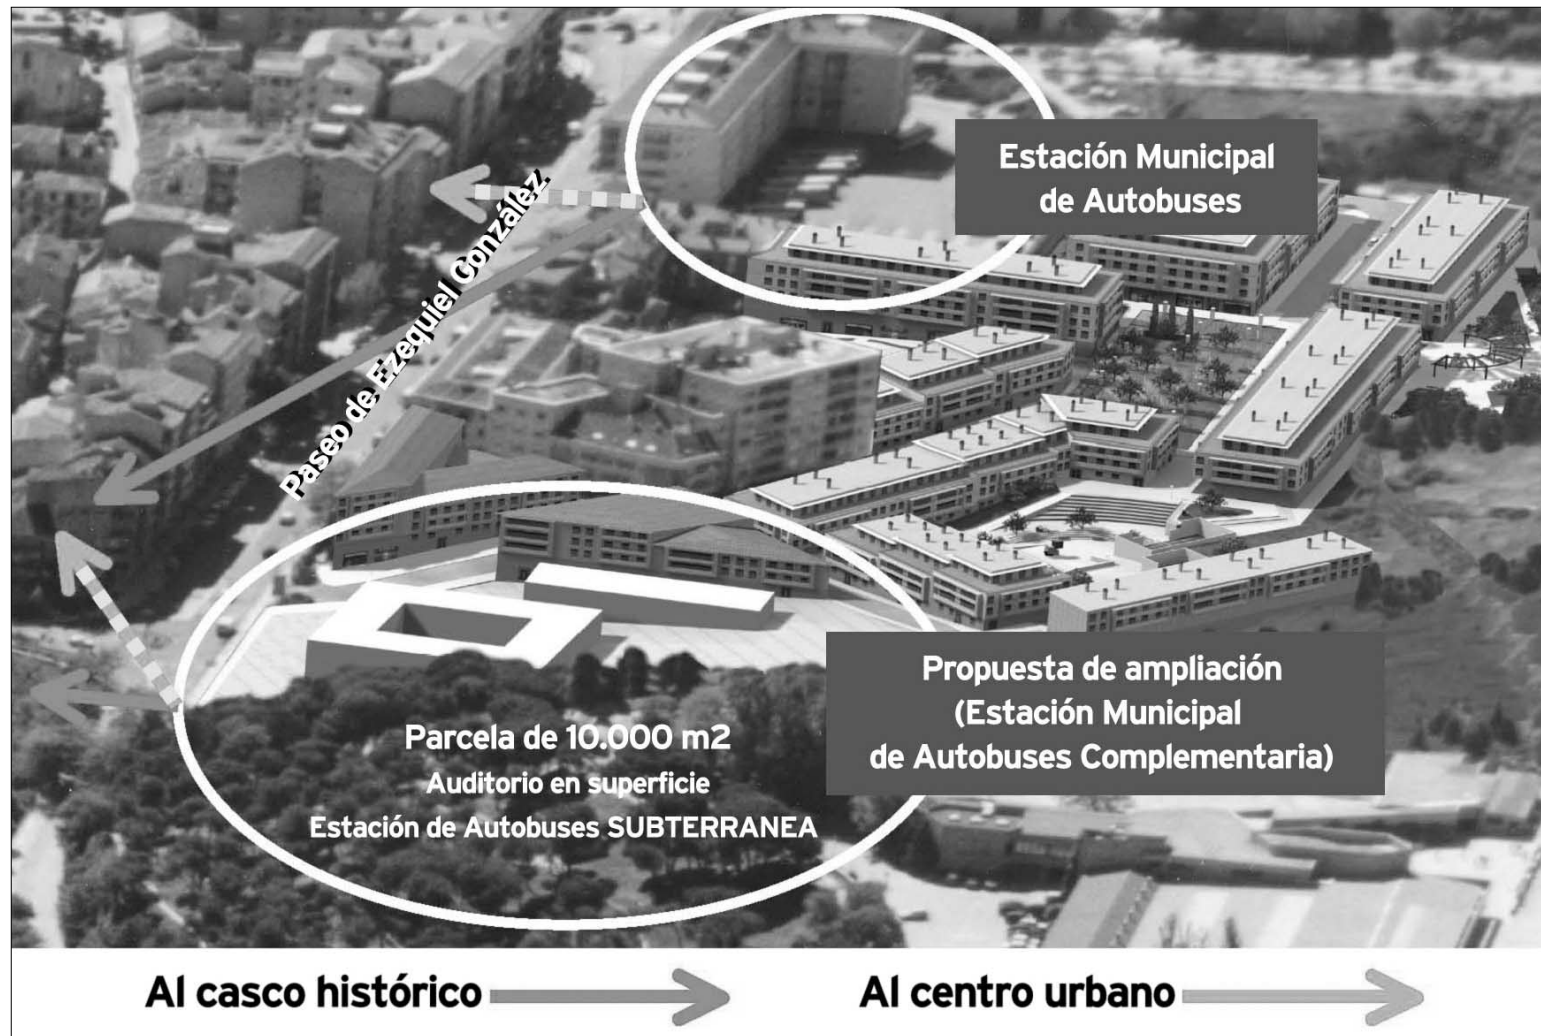 Estación Municipal
de Autobuses
Paseo de Ezequiel González
Propuesta de ampliación
(Estación Municipal
de Autobuses Complementaria)
Parcela de 10.000 m2
Auditorio en superficie
Estación de Autobuses SUBTERRANEA
Al casco histórico
Al centro urbano